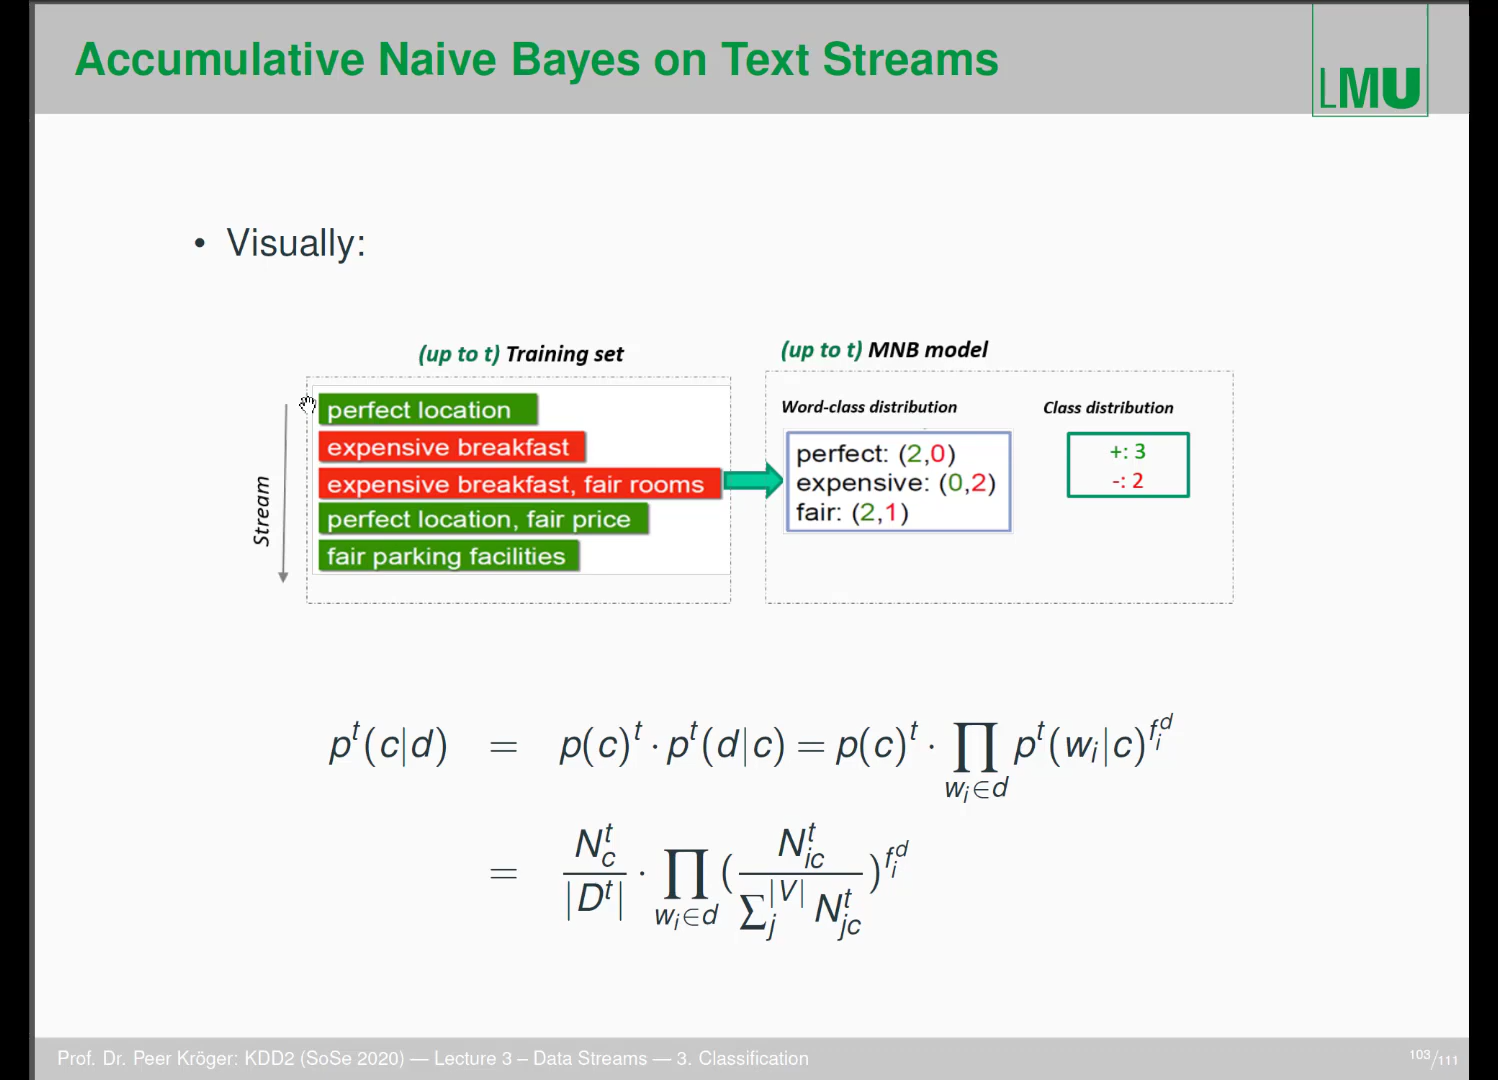 Accumulative Naive Bayes on Text Streams
LMU
• Visually:
(up to t) Training set
(up to t) MNB model
Stream
perfect location
expensive breakfast
expensive breakfast, fair rooms
perfect location, fair price
fair parking facilities
Word-class distribution
perfect: (2,0)
expensive: (0,2)
fair: (2,1)
Class distribution
+: 3
-: 2
p^t(c|d) = p(c)^t · p^t(d|c) = p(c)^t · ∏_{w_i∈d} p^t(w_i|c)^{f_i^d}
= N_c^t / |D^t| · ∏_{w_i∈d} (N_{ic}^t / ∑_j^{|V|} N_{jc}^t)^{f_i^d}
Prof. Dr. Peer Kröger: KDD2 (SoSe 2020) — Lecture 3 – Data Streams — 3. Classification
103/111